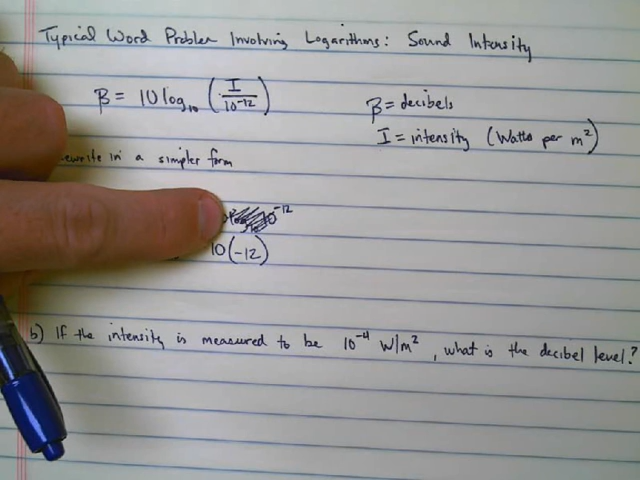 Typical Word Problem Involving Logarithms: Sound Intensity
β = 10 log₁₀ (I / 10⁻¹²)
β = decibels
I = intensity (Watts per m²)
in a simpler form
10⁻¹²
10(-12)
b) If the intensity is measured to be 10⁻⁴ W/m², what is the decibel level?